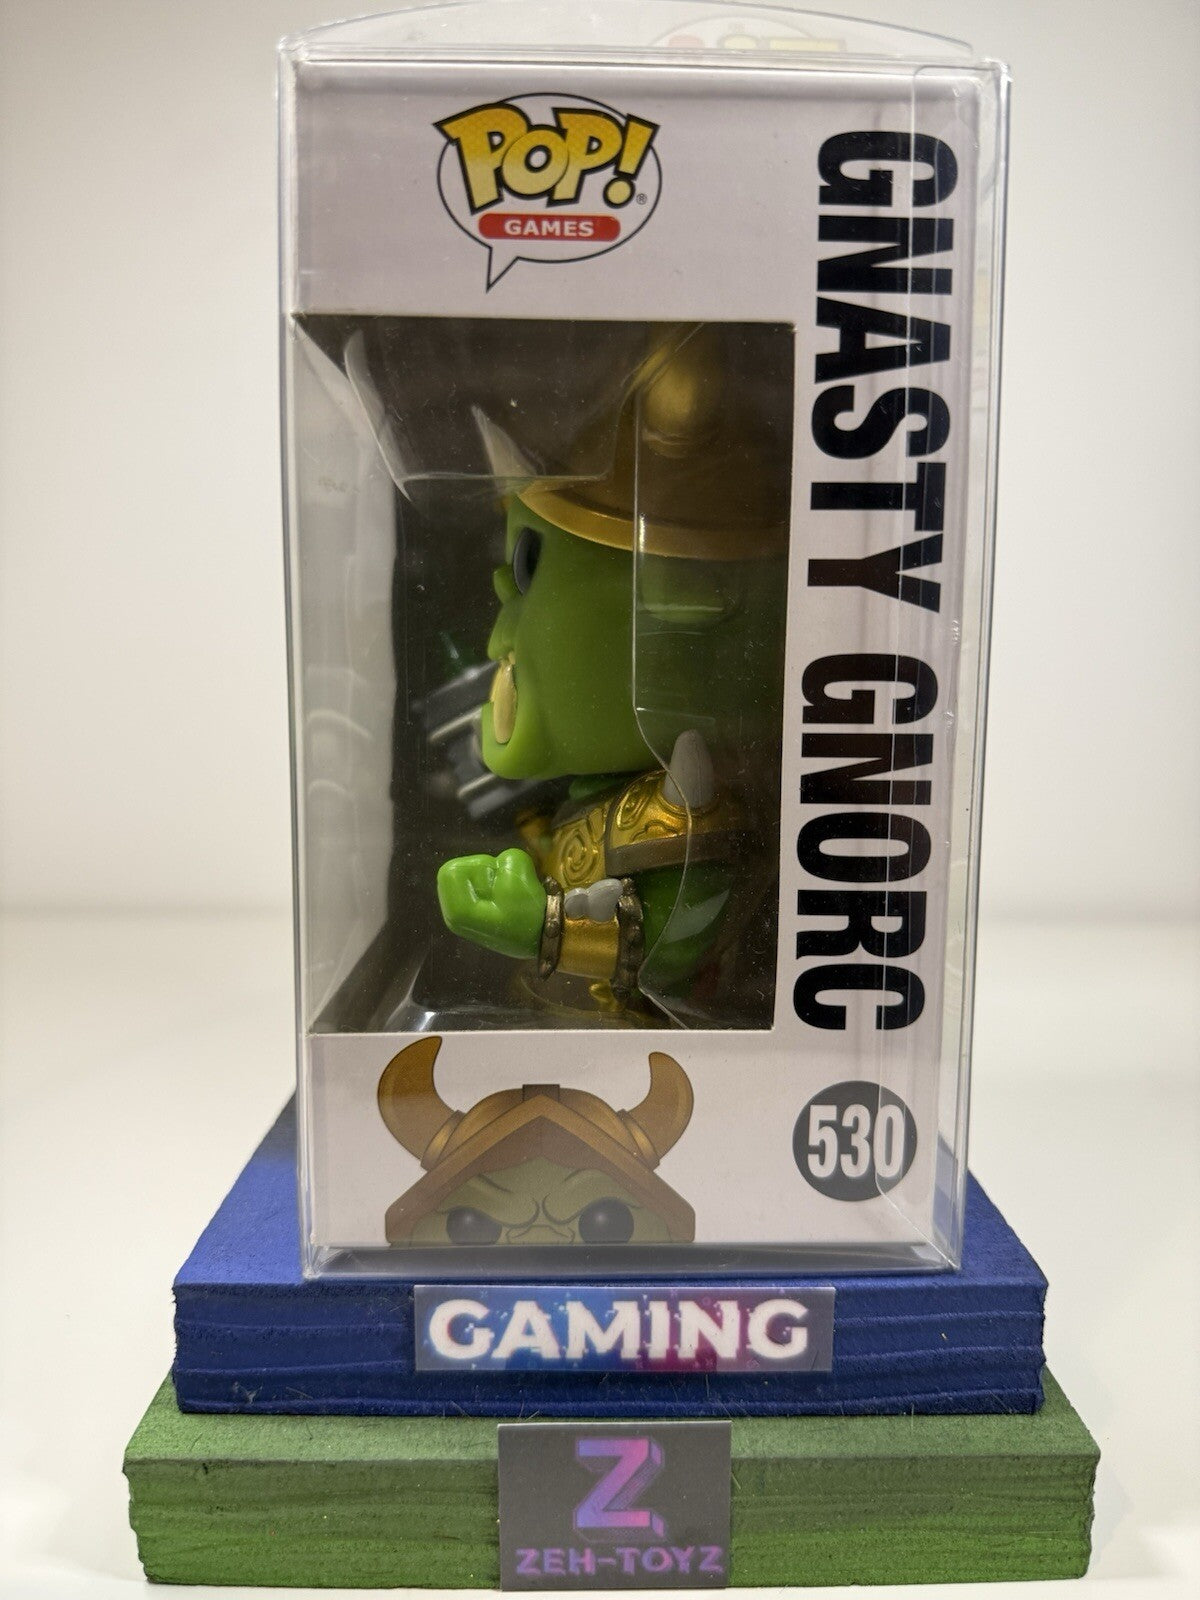 POP!®
GAMES
GNASTY GNORC
530
GAMING
Z
ZEH-TOYZ